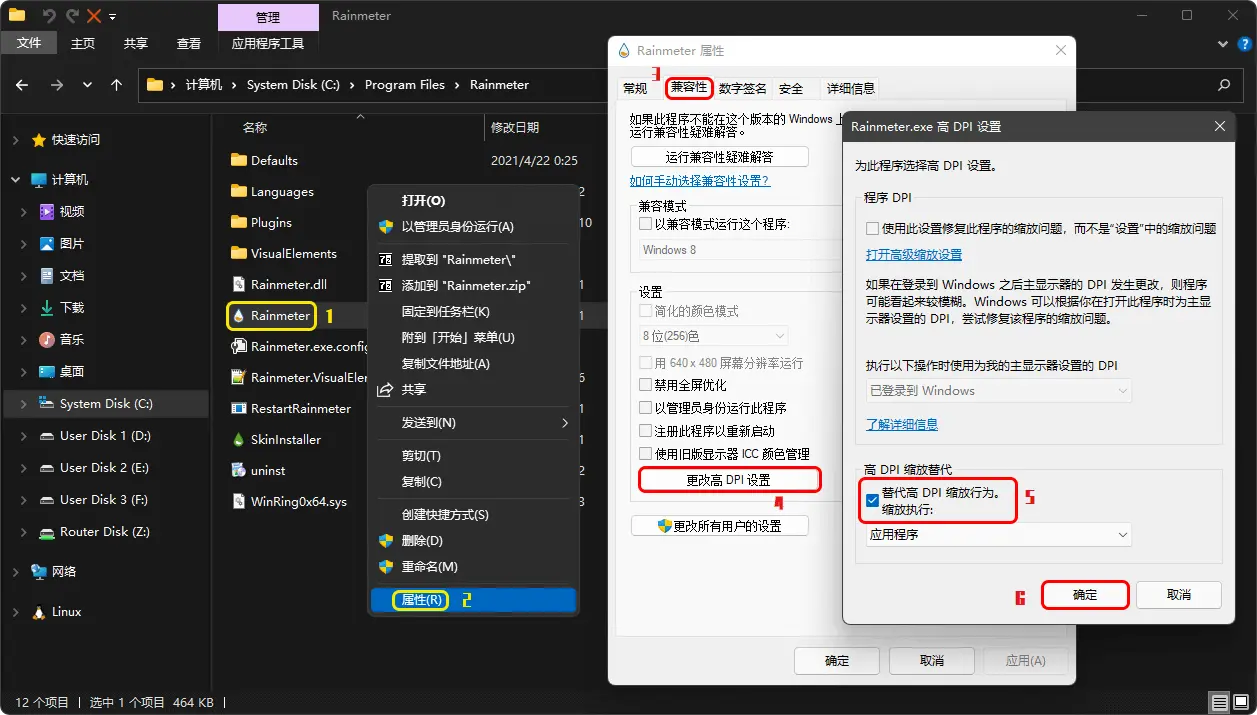 管理
Rainmeter
文件
主页
共享
查看
应用程序工具
计算机 › System Disk (C:) › Program Files › Rainmeter
快速访问
计算机
视频
图片
文档
下载
音乐
桌面
System Disk (C:)
User Disk 1 (D:)
User Disk 2 (E:)
User Disk 3 (F:)
Router Disk (Z:)
网络
Linux
名称
修改日期
Defaults
2021/4/22 0:25
Languages
2
Plugins
10
VisualElements
Rainmeter.dll
1
Rainmeter
1
1
Rainmeter.exe.config
Rainmeter.VisualEler
6
RestartRainmeter
1
SkinInstaller
1
uninst
2
WinRing0x64.sys
3
打开(O)
以管理员身份运行(A)
提取到 "Rainmeter\"
添加到 "Rainmeter.zip"
固定到任务栏(K)
附到「开始」菜单(U)
复制文件地址(A)
共享
发送到(N)
剪切(T)
复制(C)
创建快捷方式(S)
删除(D)
重命名(M)
属性(R)
2
12 个项目
选中 1 个项目 464 KB
Rainmeter 属性
3
常规
兼容性
数字签名
安全
详细信息
如果此程序不能在这个版本的 Windows 上
运行兼容性疑难解答。
运行兼容性疑难解答
如何手动选择兼容性设置？
兼容模式
以兼容模式运行这个程序:
Windows 8
设置
简化的颜色模式
8 位(256)色
用 640 x 480 屏幕分辨率运行
禁用全屏优化
以管理员身份运行此程序
注册此程序以重新启动
使用旧版显示器 ICC 颜色管理
更改高 DPI 设置
4
更改所有用户的设置
确定
取消
应用(A)
Rainmeter.exe 高 DPI 设置
为此程序选择高 DPI 设置。
程序 DPI
使用此设置修复此程序的缩放问题，而不是“设置”中的缩放问题
打开高级缩放设置
如果在登录到 Windows 之后主显示器的 DPI 发生更改，则程序
可能看起来较模糊。Windows 可以根据你在打开此程序时为主显
示器设置的 DPI，尝试修复该程序的缩放问题。
执行以下操作时使用为我的主显示器设置的 DPI
已登录到 Windows
了解详细信息
高 DPI 缩放替代
替代高 DPI 缩放行为。
缩放执行:
5
应用程序
6
确定
取消